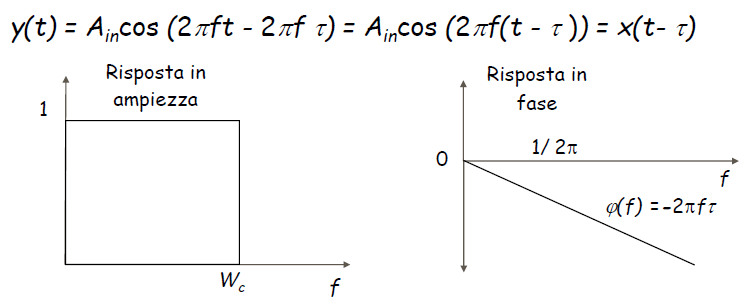 y(t) = A_in cos (2πft - 2πf τ) = A_in cos (2πf(t - τ )) = x(t- τ)
Risposta in
ampiezza
1
W_c
f
Risposta in
fase
0
1/ 2π
f
φ(f) =-2πfτ